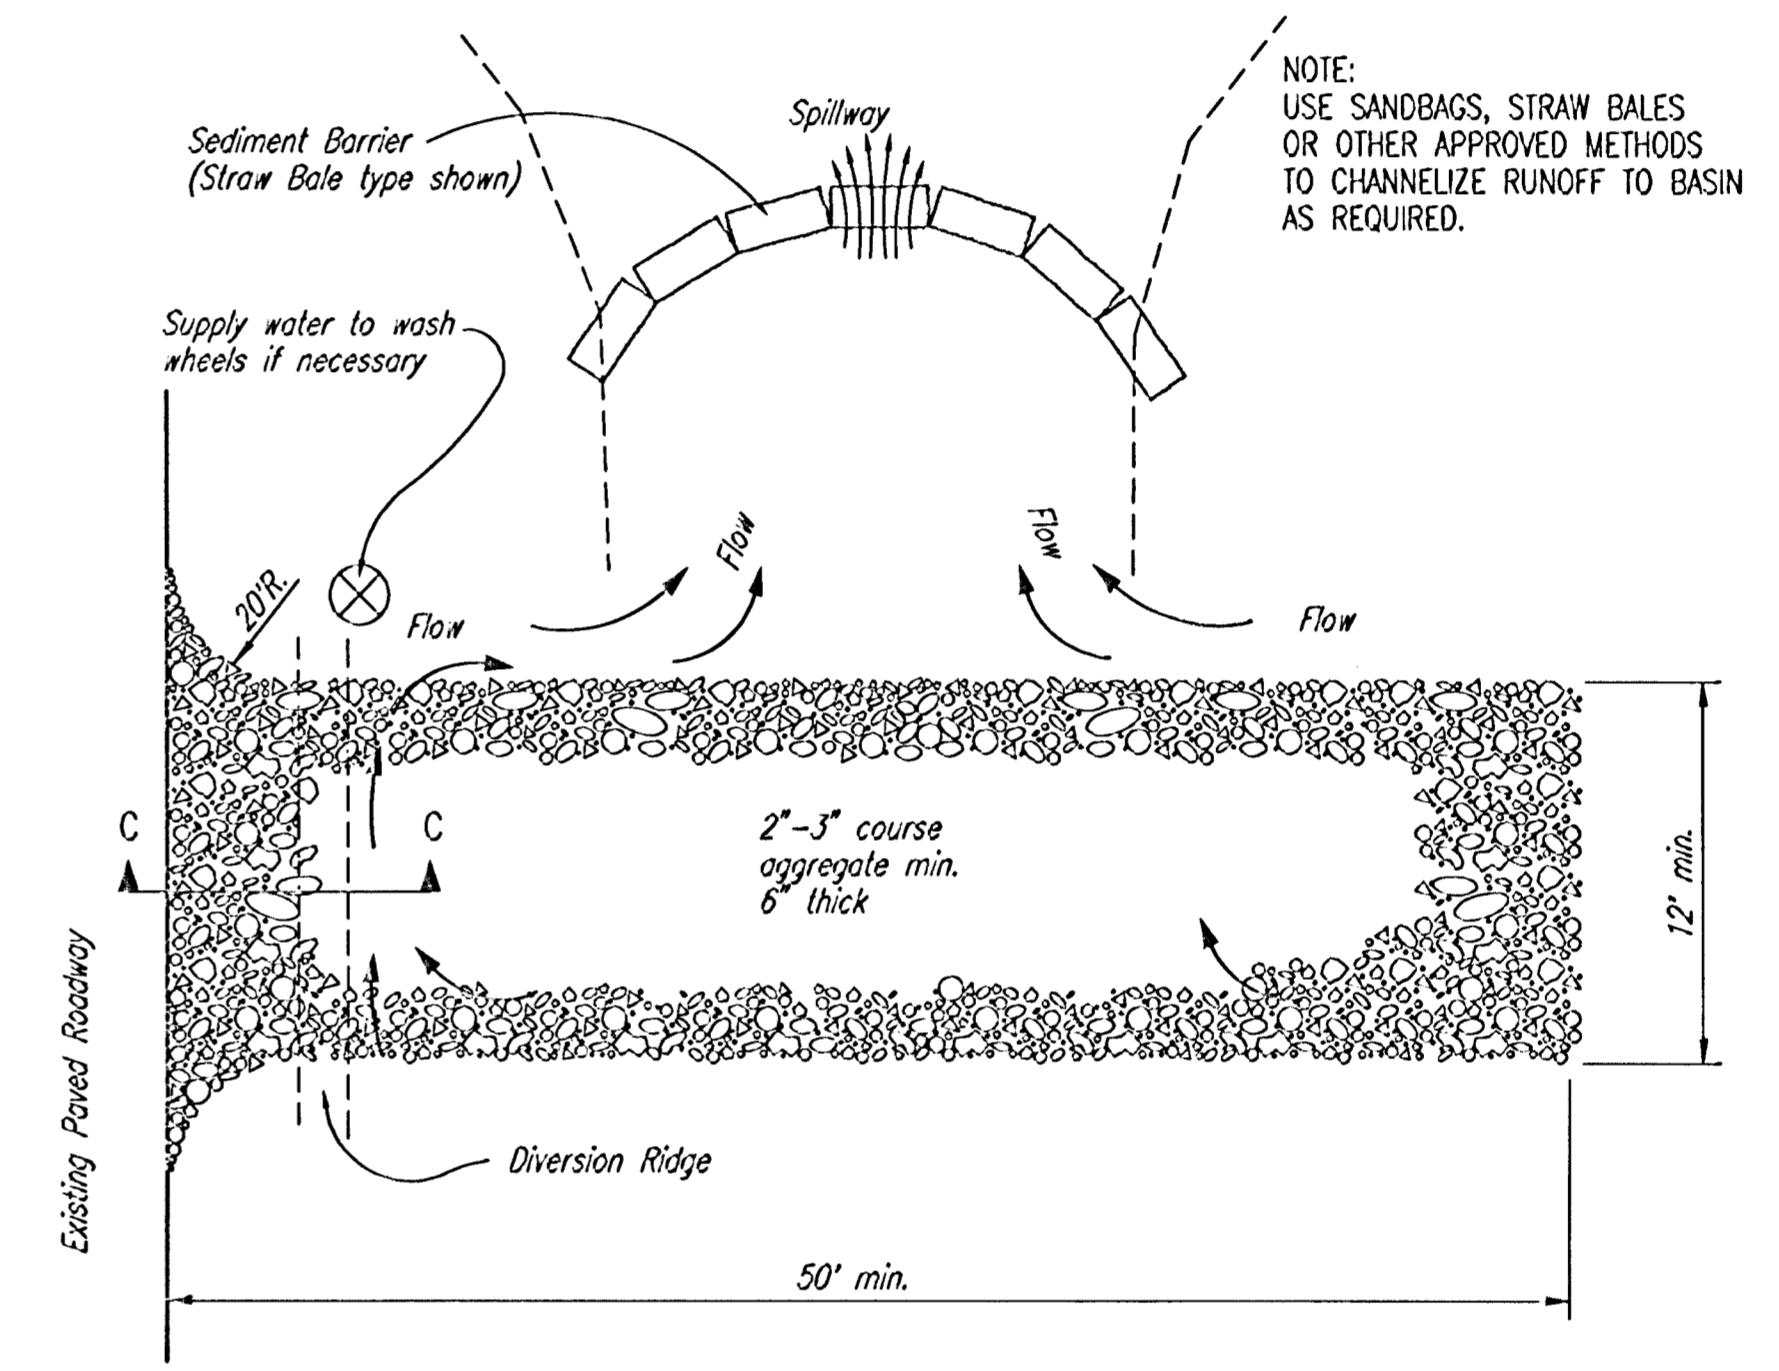 Spillway
NOTE:
USE SANDBAGS, STRAW BALES
OR OTHER APPROVED METHODS
TO CHANNELIZE RUNOFF TO BASIN
AS REQUIRED.
Sediment Barrier
(Straw Bale type shown)
Supply water to wash
wheels if necessary
Flow
Flow
20'R.
Flow
Flow
C
C
2"-3" course
aggregate min.
6" thick
12' min.
Existing Paved Roadway
Diversion Ridge
50' min.